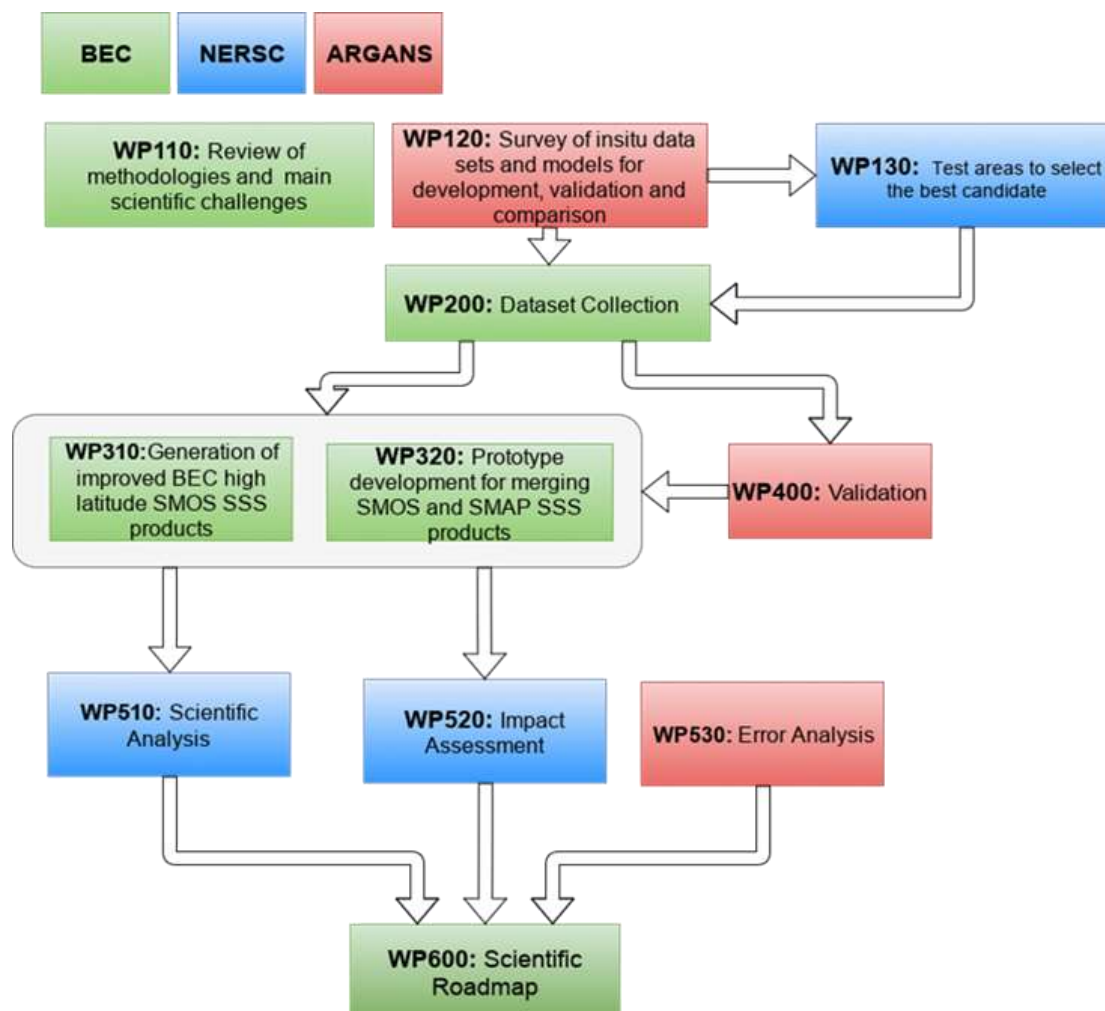 BEC
NERSC
ARGANS
WP110: Review of
methodologies and main
scientific challenges
WP120: Survey of insitu data
sets and models for
development, validation and
comparison
WP130: Test areas to select
the best candidate
WP200: Dataset Collection
WP310:Generation of
improved BEC high
latitude SMOS SSS
products
WP320: Prototype
development for merging
SMOS and SMAP SSS
products
WP400: Validation
WP510: Scientific
Analysis
WP520: Impact
Assessment
WP530: Error Analysis
WP600: Scientific
Roadmap